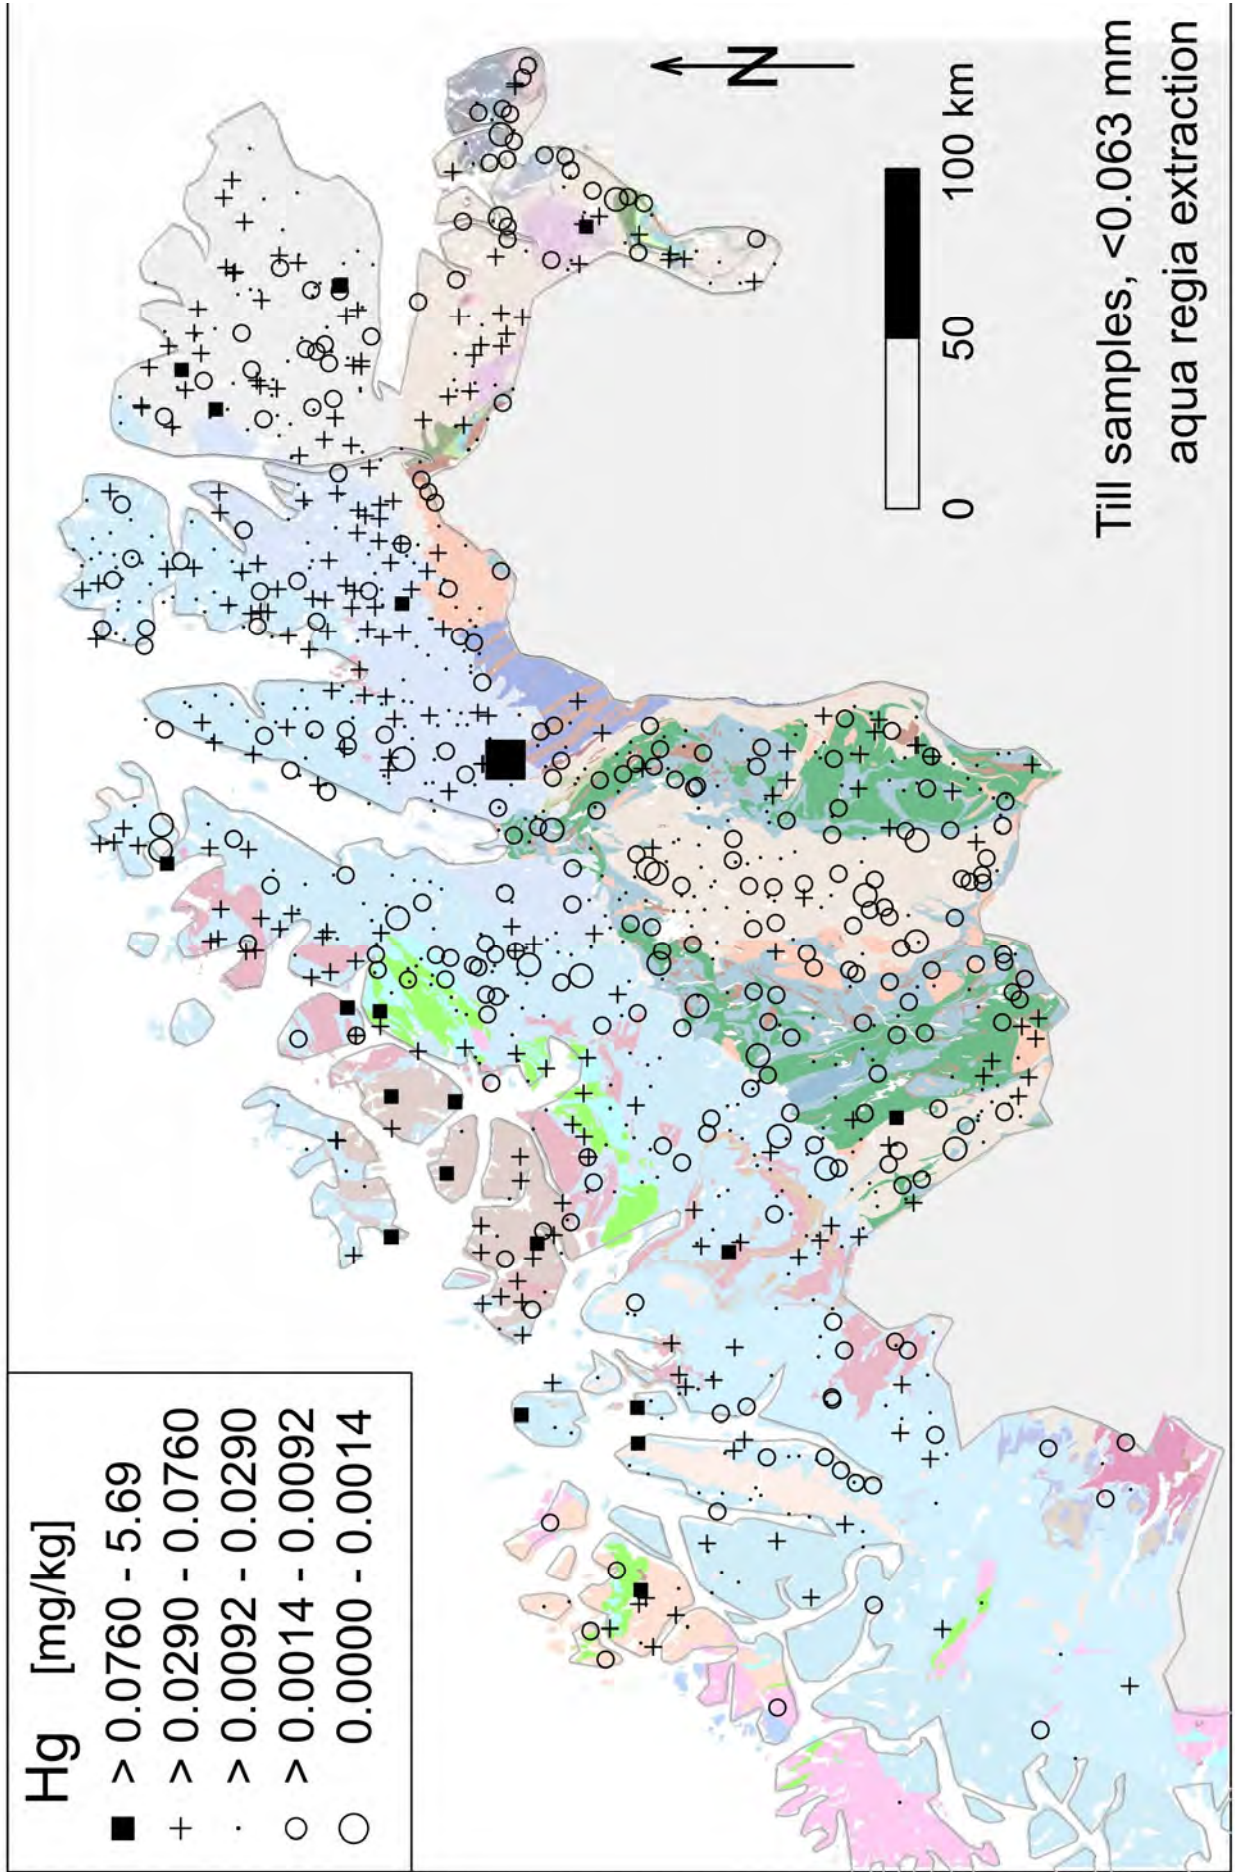 Hg [mg/kg]
> 0.0760 - 5.69
> 0.0290 - 0.0760
> 0.0092 - 0.0290
> 0.0014 - 0.0092
0.0000 - 0.0014
N
0 50 100 km
Till samples, <0.063 mm
aqua regia extraction